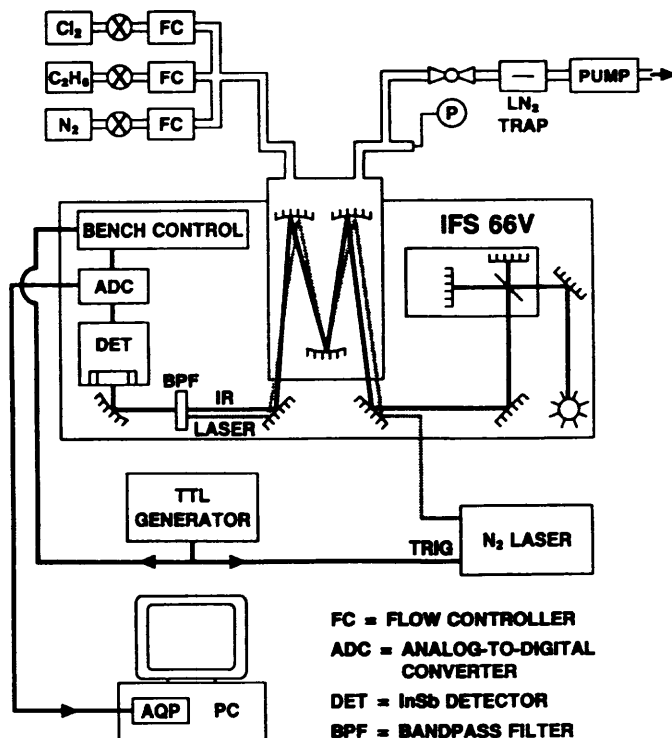 Cl₂ FC
C₂H₆ FC
N₂ FC
P
LN₂
TRAP
PUMP
IFS 66V
BENCH CONTROL
ADC
DET
BPF
IR
LASER
TTL
GENERATOR
TRIG
N₂ LASER
AQP PC
FC = FLOW CONTROLLER
ADC = ANALOG-TO-DIGITAL
CONVERTER
DET = InSb DETECTOR
BPF = BANDPASS FILTER